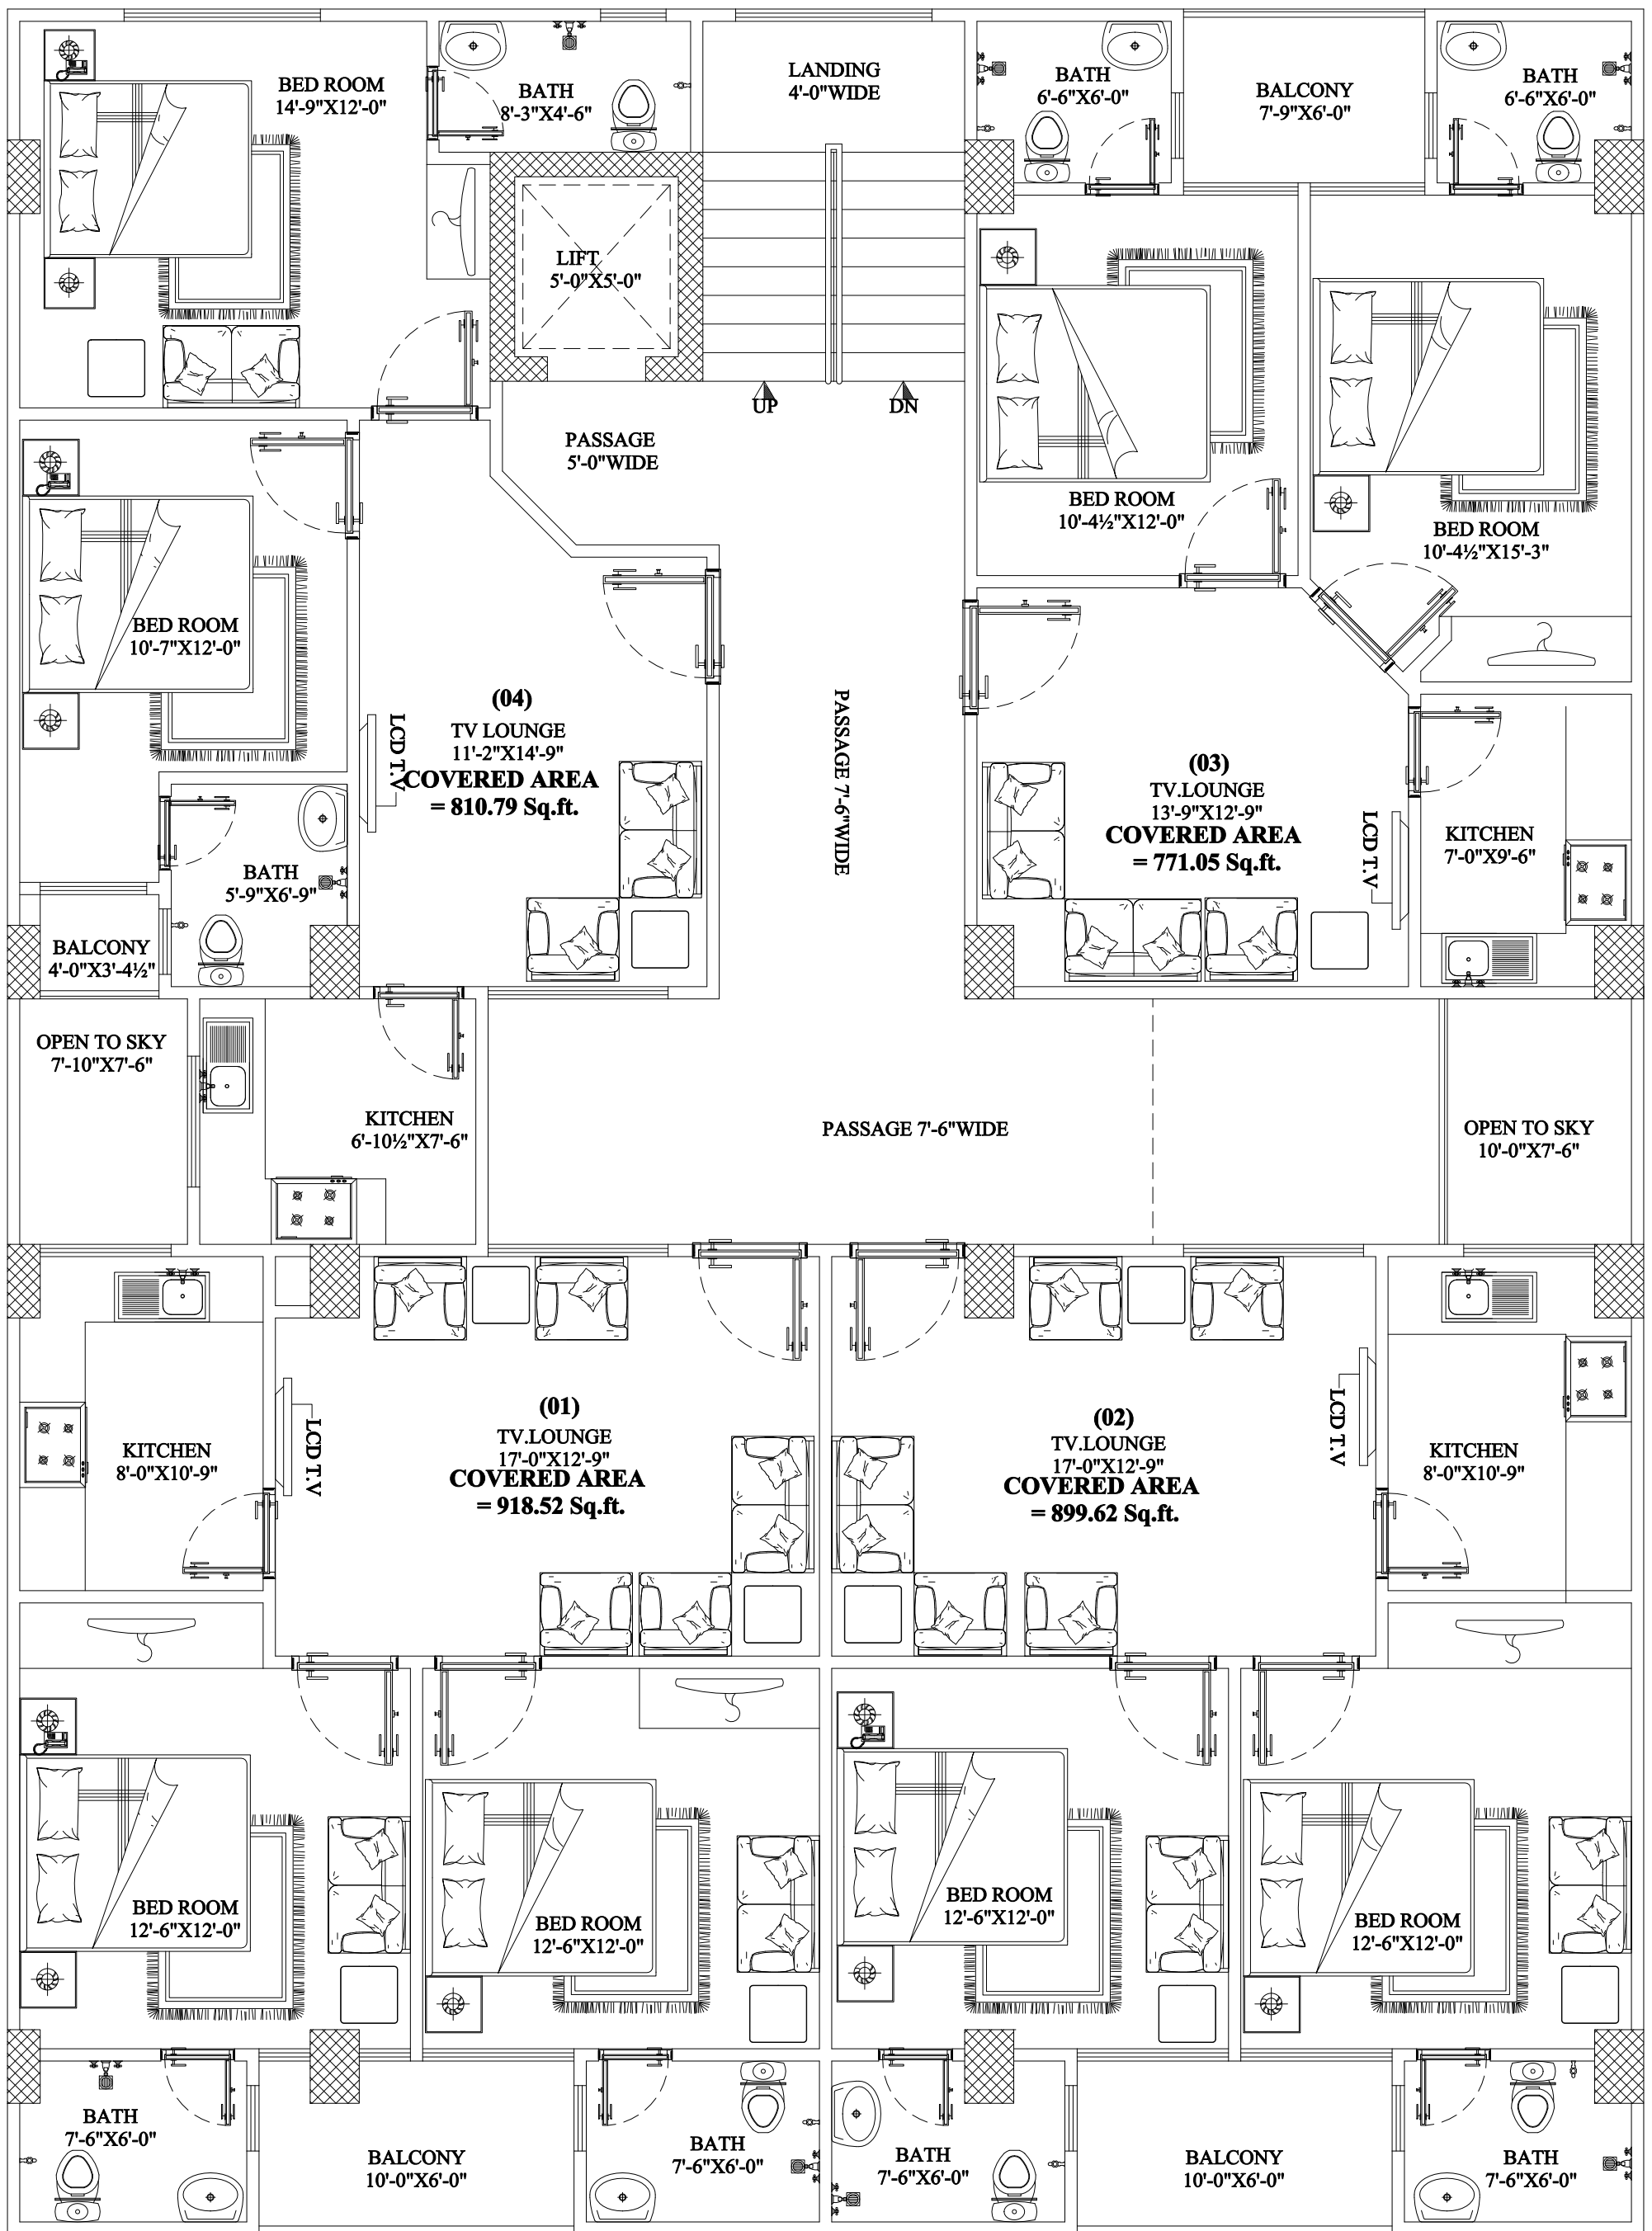 BED ROOM
14'-9"X12'-0"
BATH
8'-3"X4'-6"
LANDING
4'-0"WIDE
BATH
6'-6"X6'-0"
BALCONY
7'-9"X6'-0"
BATH
6'-6"X6'-0"
LIFT
5'-0"X5'-0"
UP
DN
PASSAGE
5'-0"WIDE
BED ROOM
10'-4½"X12'-0"
BED ROOM
10'-4½"X15'-3"
BED ROOM
10'-7"X12'-0"
(04)
TV LOUNGE
11'-2"X14'-9"
COVERED AREA
= 810.79 Sq.ft.
LCD T.V
PASSAGE 7'-6"WIDE
(03)
TV.LOUNGE
13'-9"X12'-9"
COVERED AREA
= 771.05 Sq.ft.
LCD T.V
KITCHEN
7'-0"X9'-6"
BATH
5'-9"X6'-9"
BALCONY
4'-0"X3'-4½"
OPEN TO SKY
7'-10"X7'-6"
KITCHEN
6'-10½"X7'-6"
PASSAGE 7'-6"WIDE
OPEN TO SKY
10'-0"X7'-6"
KITCHEN
8'-0"X10'-9"
LCD T.V
(01)
TV.LOUNGE
17'-0"X12'-9"
COVERED AREA
= 918.52 Sq.ft.
(02)
TV.LOUNGE
17'-0"X12'-9"
COVERED AREA
= 899.62 Sq.ft.
LCD T.V
KITCHEN
8'-0"X10'-9"
BED ROOM
12'-6"X12'-0"
BED ROOM
12'-6"X12'-0"
BED ROOM
12'-6"X12'-0"
BED ROOM
12'-6"X12'-0"
BATH
7'-6"X6'-0"
BALCONY
10'-0"X6'-0"
BATH
7'-6"X6'-0"
BATH
7'-6"X6'-0"
BALCONY
10'-0"X6'-0"
BATH
7'-6"X6'-0"